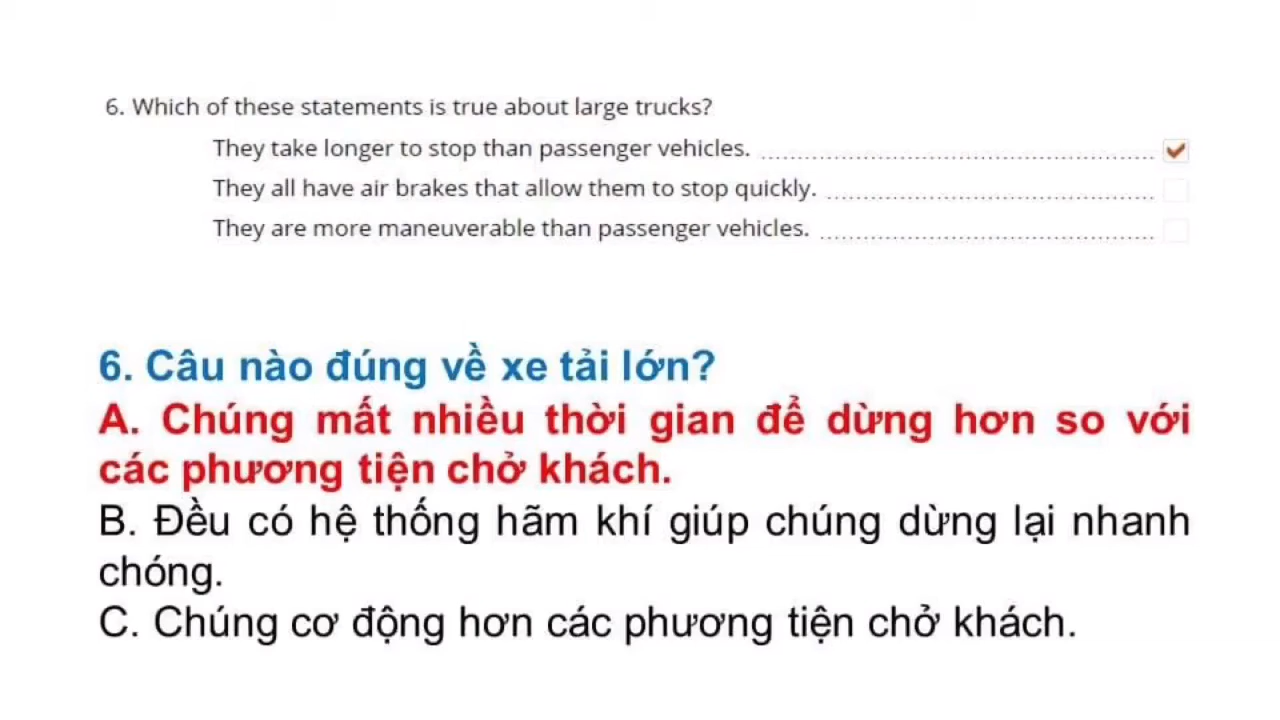 6. Which of these statements is true about large trucks?
They take longer to stop than passenger vehicles.
They all have air brakes that allow them to stop quickly.
They are more maneuverable than passenger vehicles.
6. Câu nào đúng về xe tải lớn?
A. Chúng mất nhiều thời gian để dừng hơn so với
các phương tiện chở khách.
B. Đều có hệ thống hãm khí giúp chúng dừng lại nhanh
chóng.
C. Chúng cơ động hơn các phương tiện chở khách.